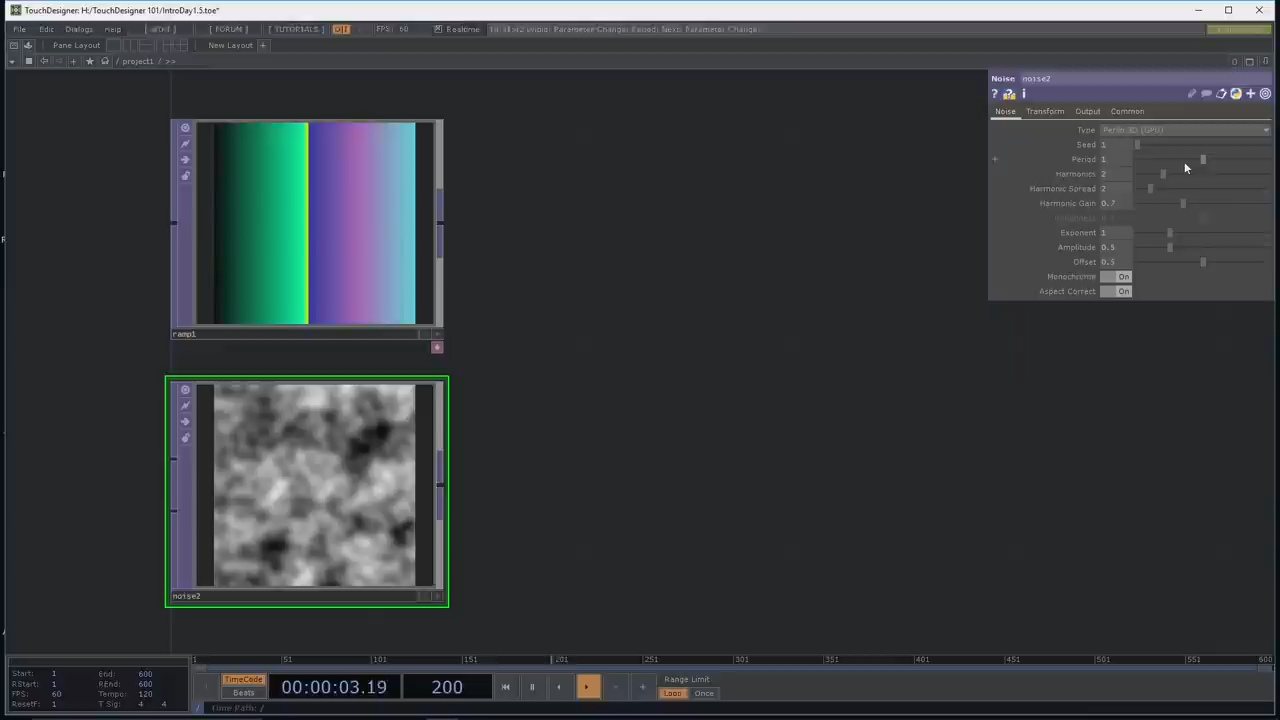 TouchDesigner: H:/TouchDesigner 101/IntroDay1.5.toe*
File Edit Dialogs Help [ FORUM ] [ TUTORIALS ] FPS: 60 Realtime
Pane Layout New Layout +
/ project1 / >>
Noise noise2
? i
Noise Transform Output Common
Type Perlin 3D (GPU)
Seed 1
Period 1
Harmonics 2
Harmonic Spread 2
Harmonic Gain 0.7
Exponent 1
Amplitude 0.5
Offset 0.5
Monochrome On
Aspect Correct On
ramp1
noise2
1 51 101 151 201 251 301 351 401 451 501 551 600
Start: 1 End: 600
RStart: 1 REnd: 600
FPS: 60 Tempo: 120
ResetF: 1 T Sig: 4 4
TimeCode
Beats
00:00:03.19
200
Range Limit
Loop Once
/ Time Path: /